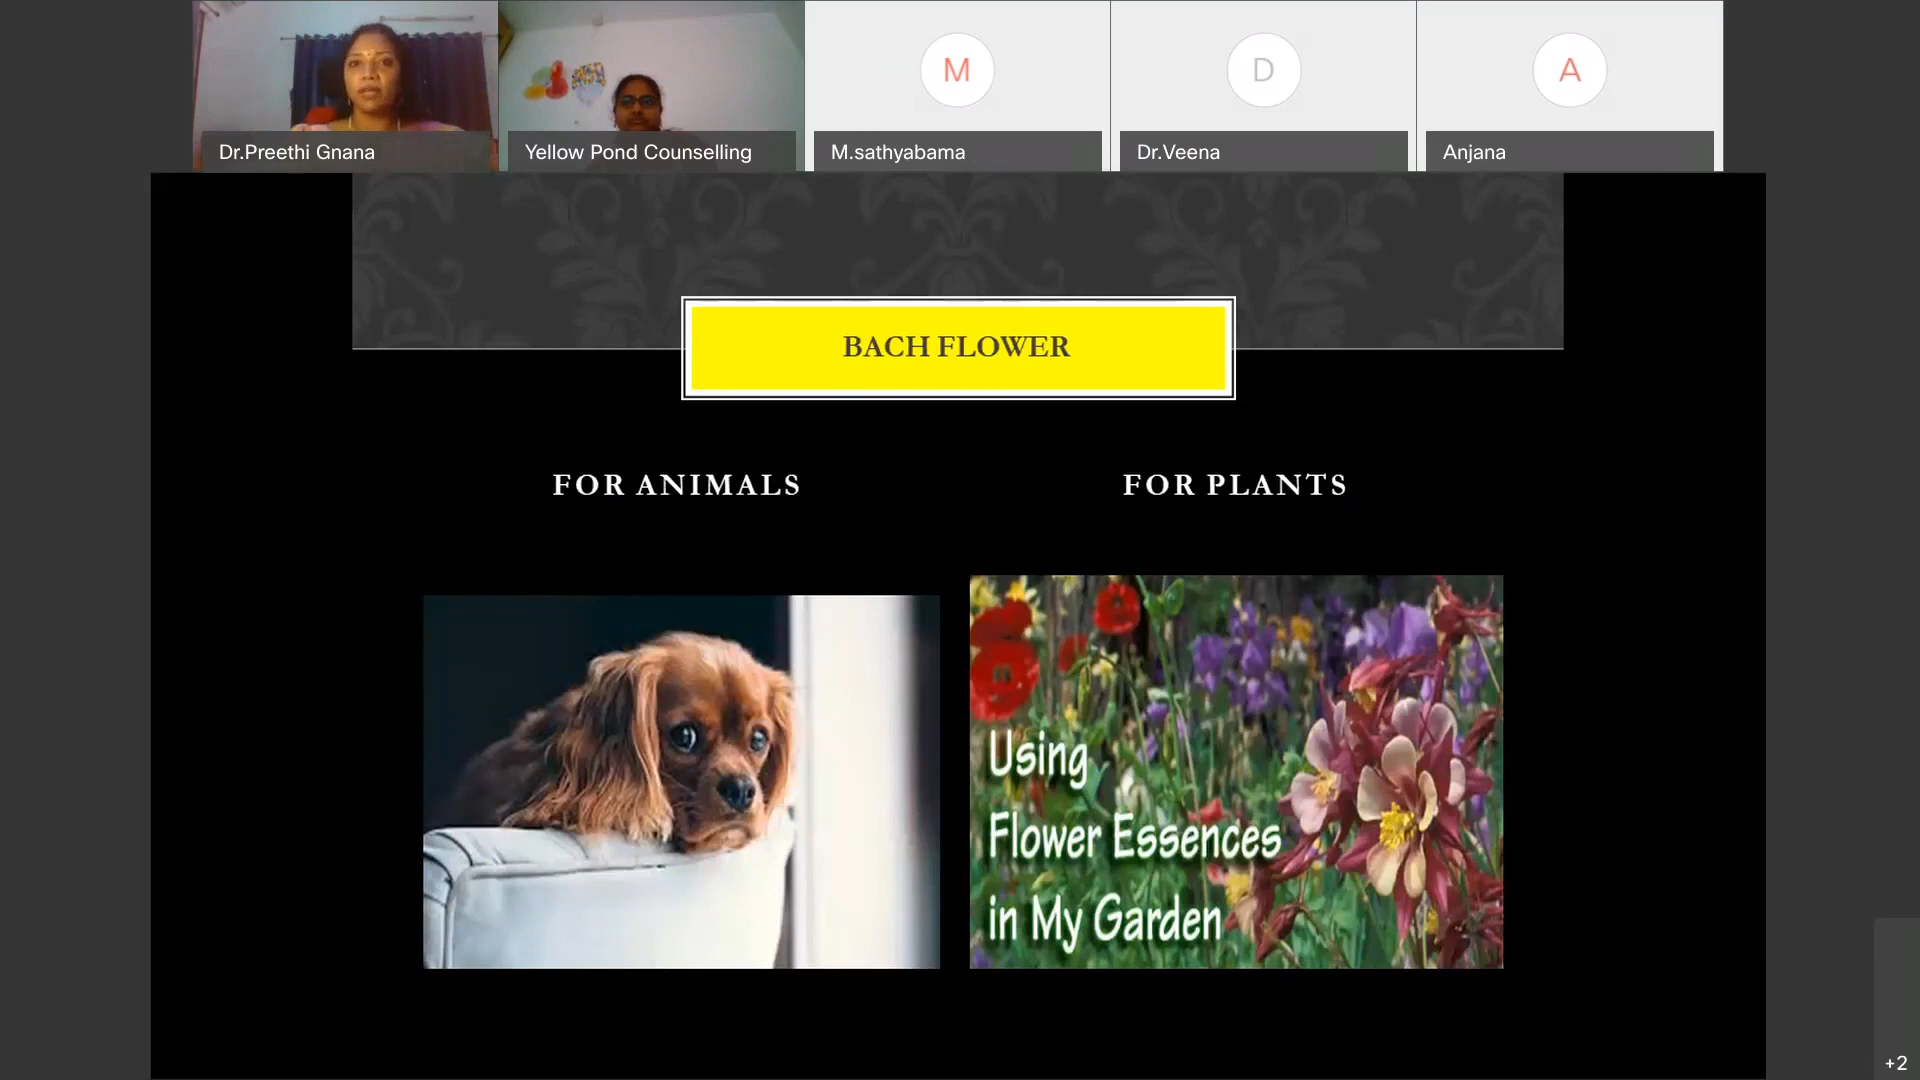 M
D
A
Dr.Preethi Gnana
Yellow Pond Counselling
M.sathyabama
Dr.Veena
Anjana
BACH FLOWER
FOR ANIMALS
FOR PLANTS
Using
Flower Essences
in My Garden
+2